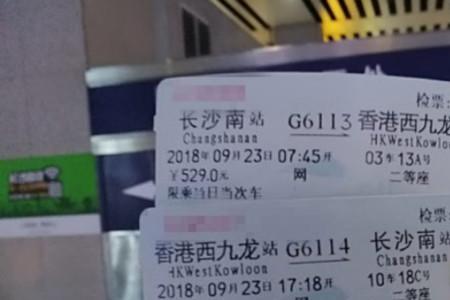 检票:
长沙南站 G6113 香港西九龙
Changshanan HKWestKowloon
2018年09月23日07:45开 03车13A号
￥529.0元 网 二等座
限乘当日当次车
检票:
香港西九龙站 G6114 长沙南站
HKWestKowloon Changshanan
2018年09月23日17:18开 10车18C号
二等座